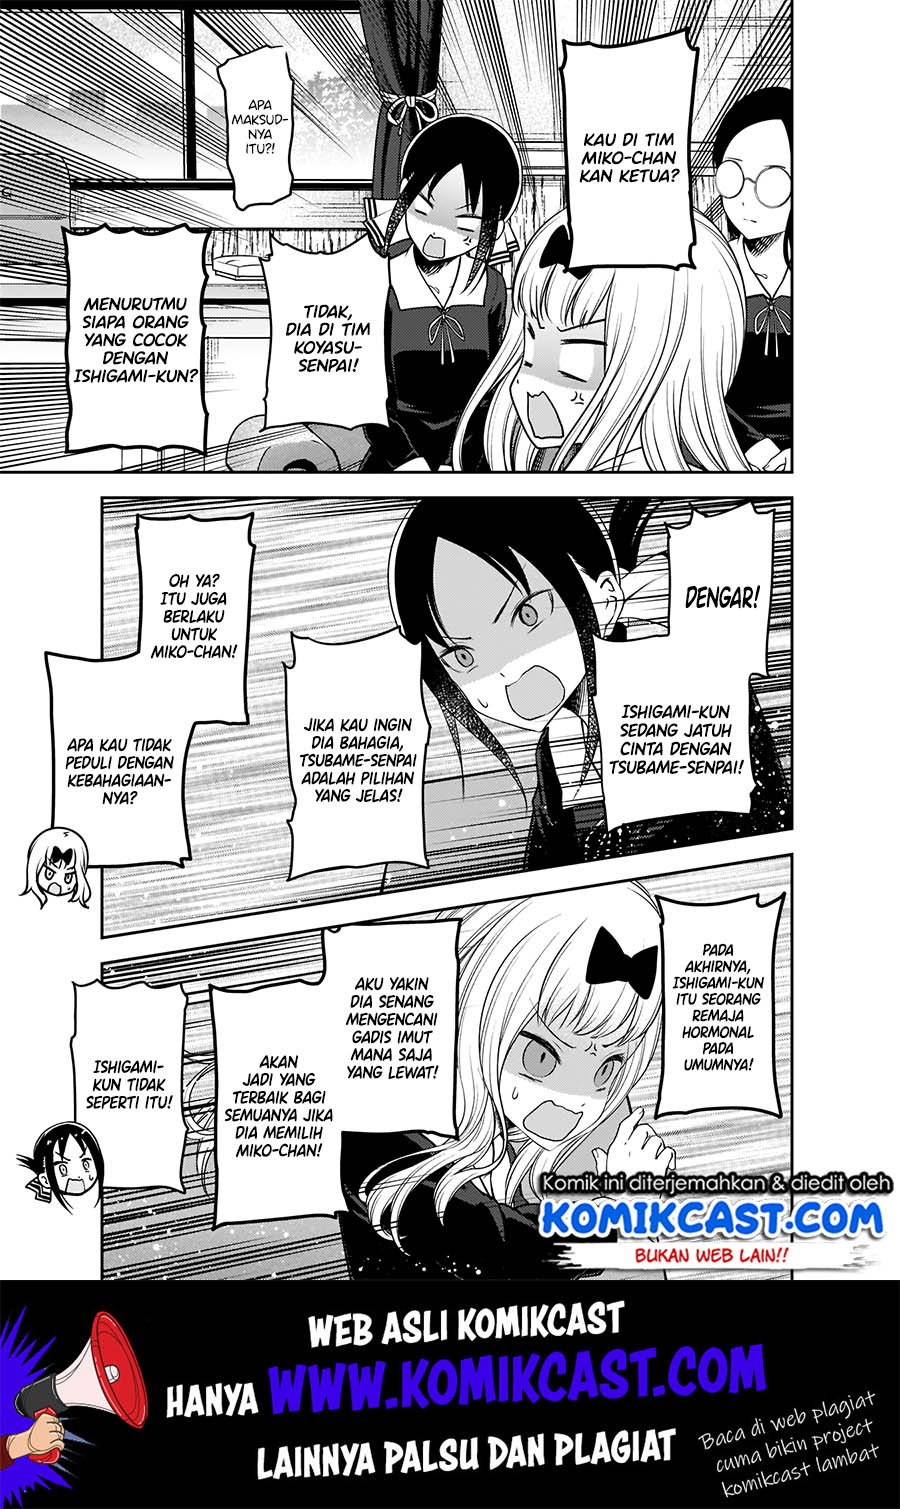 KAU DI TIM
MIKO-CHAN
KAN KETUA?
APA
MAKSUD-
NYA
ITU?!
TIDAK,
DIA DI TIM
KOYASU-
SENPAI!
MENURUTMU
SIAPA ORANG
YANG COCOK
DENGAN
ISHIGAMI-KUN?
DENGAR!
ISHIGAMI-KUN
SEDANG JATUH
CINTA DENGAN
TSUBAME-SENPAI!
JIKA KAU INGIN
DIA BAHAGIA,
TSUBAME-SENPAI
ADALAH PILIHAN
YANG JELAS!
OH YA?
ITU JUGA
BERLAKU
UNTUK
MIKO-CHAN!
APA KAU TIDAK
PEDULI DENGAN
KEBAHAGIAAN-
NYA?
PADA
AKHIRNYA,
ISHIGAMI-KUN
ITU SEORANG
REMAJA
HORMONAL
PADA
UMUMNYA!
AKU YAKIN
DIA SENANG
MENGENCANI
GADIS IMUT
MANA SAJA
YANG LEWAT!
AKAN
JADI YANG
TERBAIK BAGI
SEMUANYA JIKA
DIA MEMILIH
MIKO-CHAN!
ISHIGAMI-
KUN TIDAK
SEPERTI ITU!
Komik ini diterjemahkan & diedit oleh
KOMIKCAST.COM
BUKAN WEB LAIN!!
WEB ASLI KOMIKCAST
HANYA WWW.KOMIKCAST.COM
LAINNYA PALSU DAN PLAGIAT
Baca di web plagiat
cuma bikin project
komikcast lambat